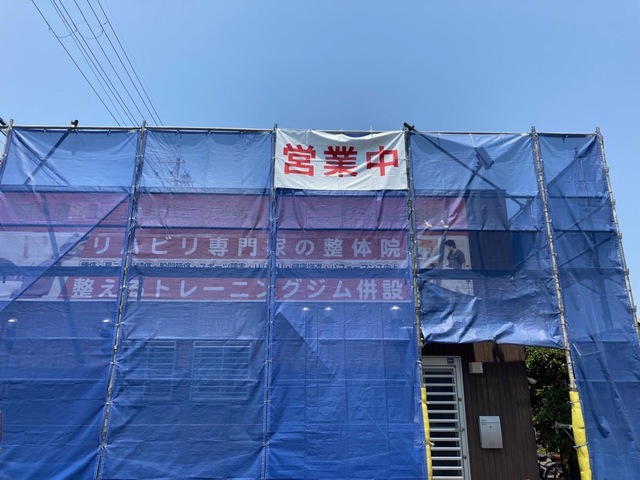 営業中
リハビリ専門家の整体院
整えるトレーニングジム併設